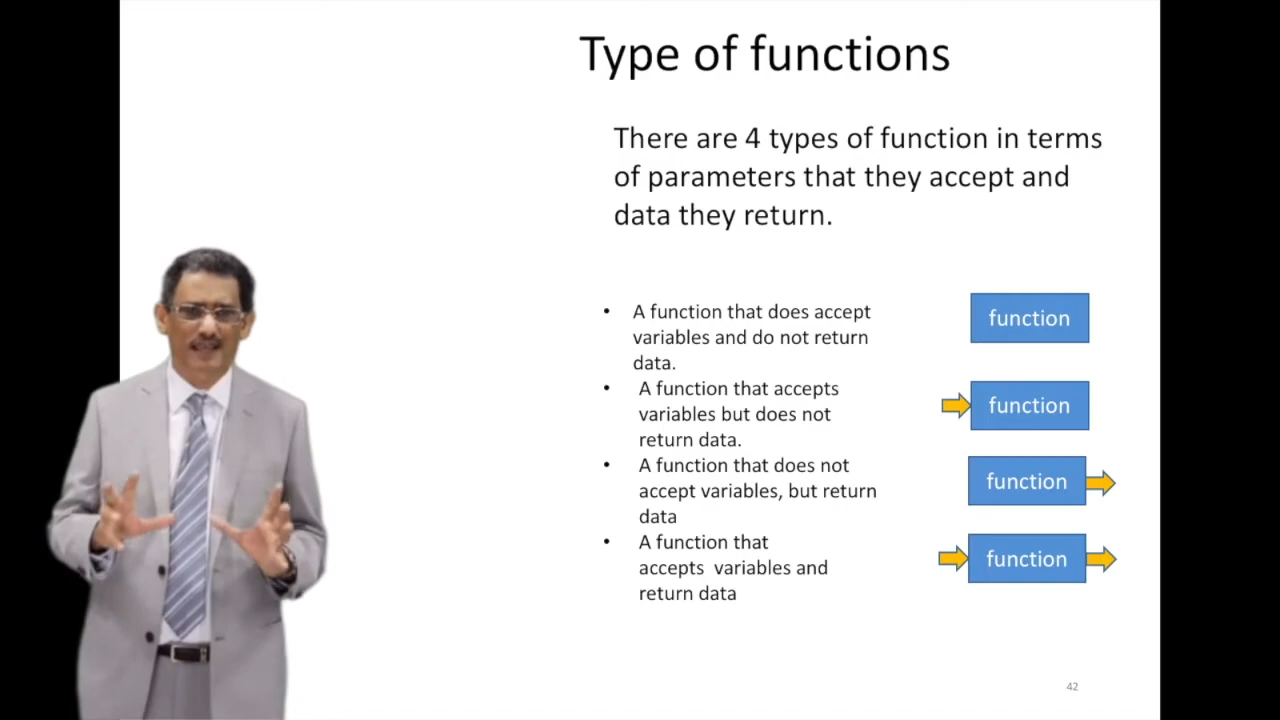 Type of functions
There are 4 types of function in terms
of parameters that they accept and
data they return.
• A function that does accept
variables and do not return
data.
function
• A function that accepts
variables but does not
return data.
function
• A function that does not
accept variables, but return
data
function
• A function that
accepts  variables and
return data
function
42